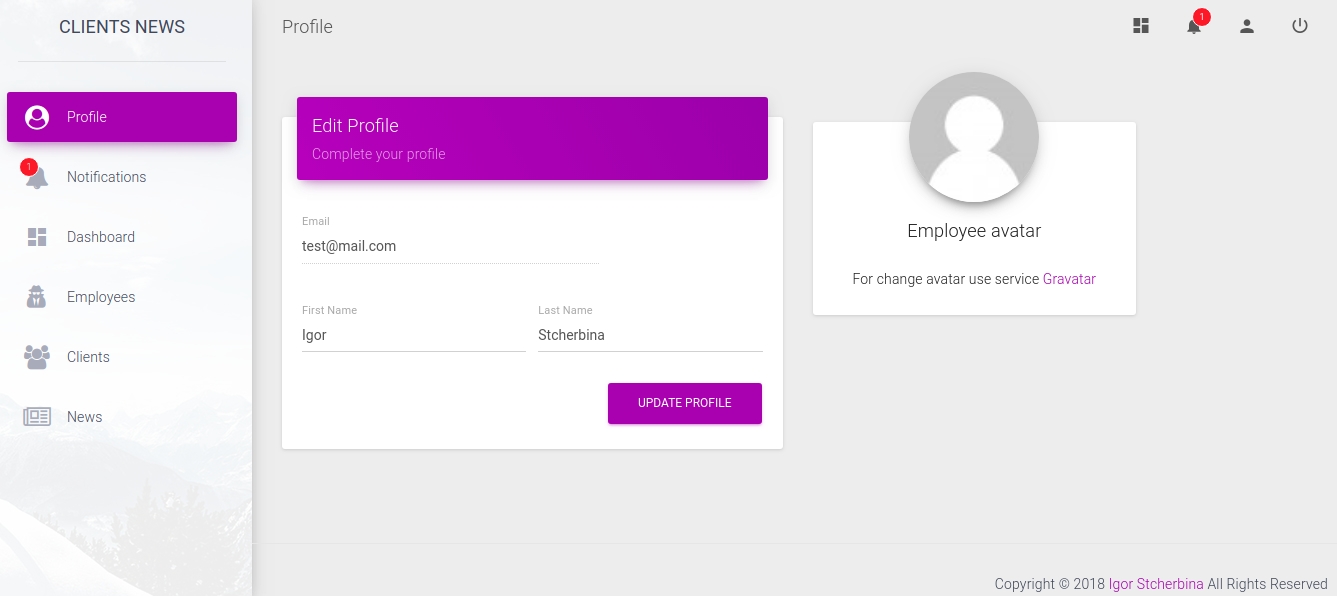 CLIENTS NEWS
Profile
1
Profile
1
Notifications
Dashboard
Employees
Clients
News
Edit Profile
Complete your profile
Email
test@mail.com
First Name
Last Name
Igor
Stcherbina
UPDATE PROFILE
Employee avatar
For change avatar use service Gravatar
Copyright © 2018 Igor Stcherbina All Rights Reserved